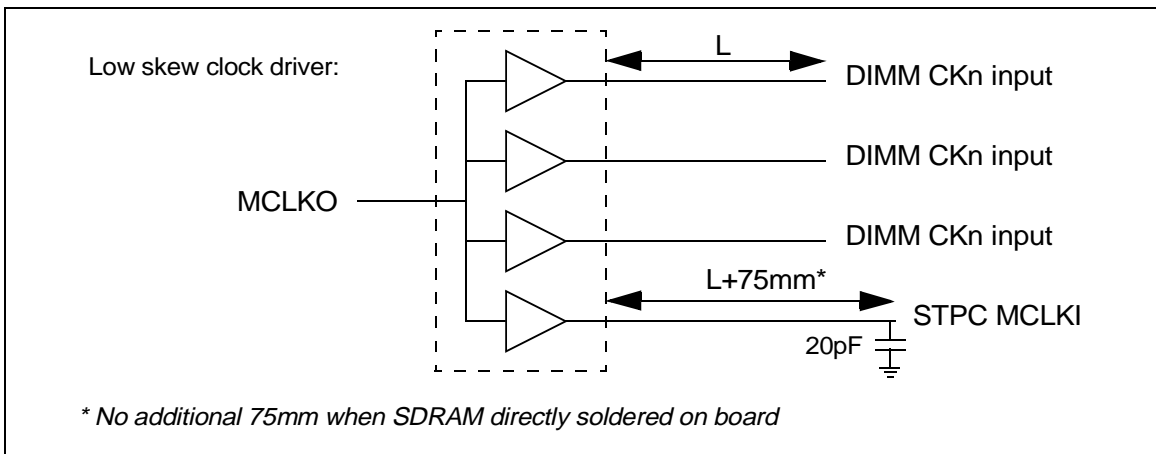 L
Low skew clock driver:
DIMM CKn input
DIMM CKn input
MCLKO
DIMM CKn input
L+75mm*
STPC MCLKI
20pF
* No additional 75mm when SDRAM directly soldered on board